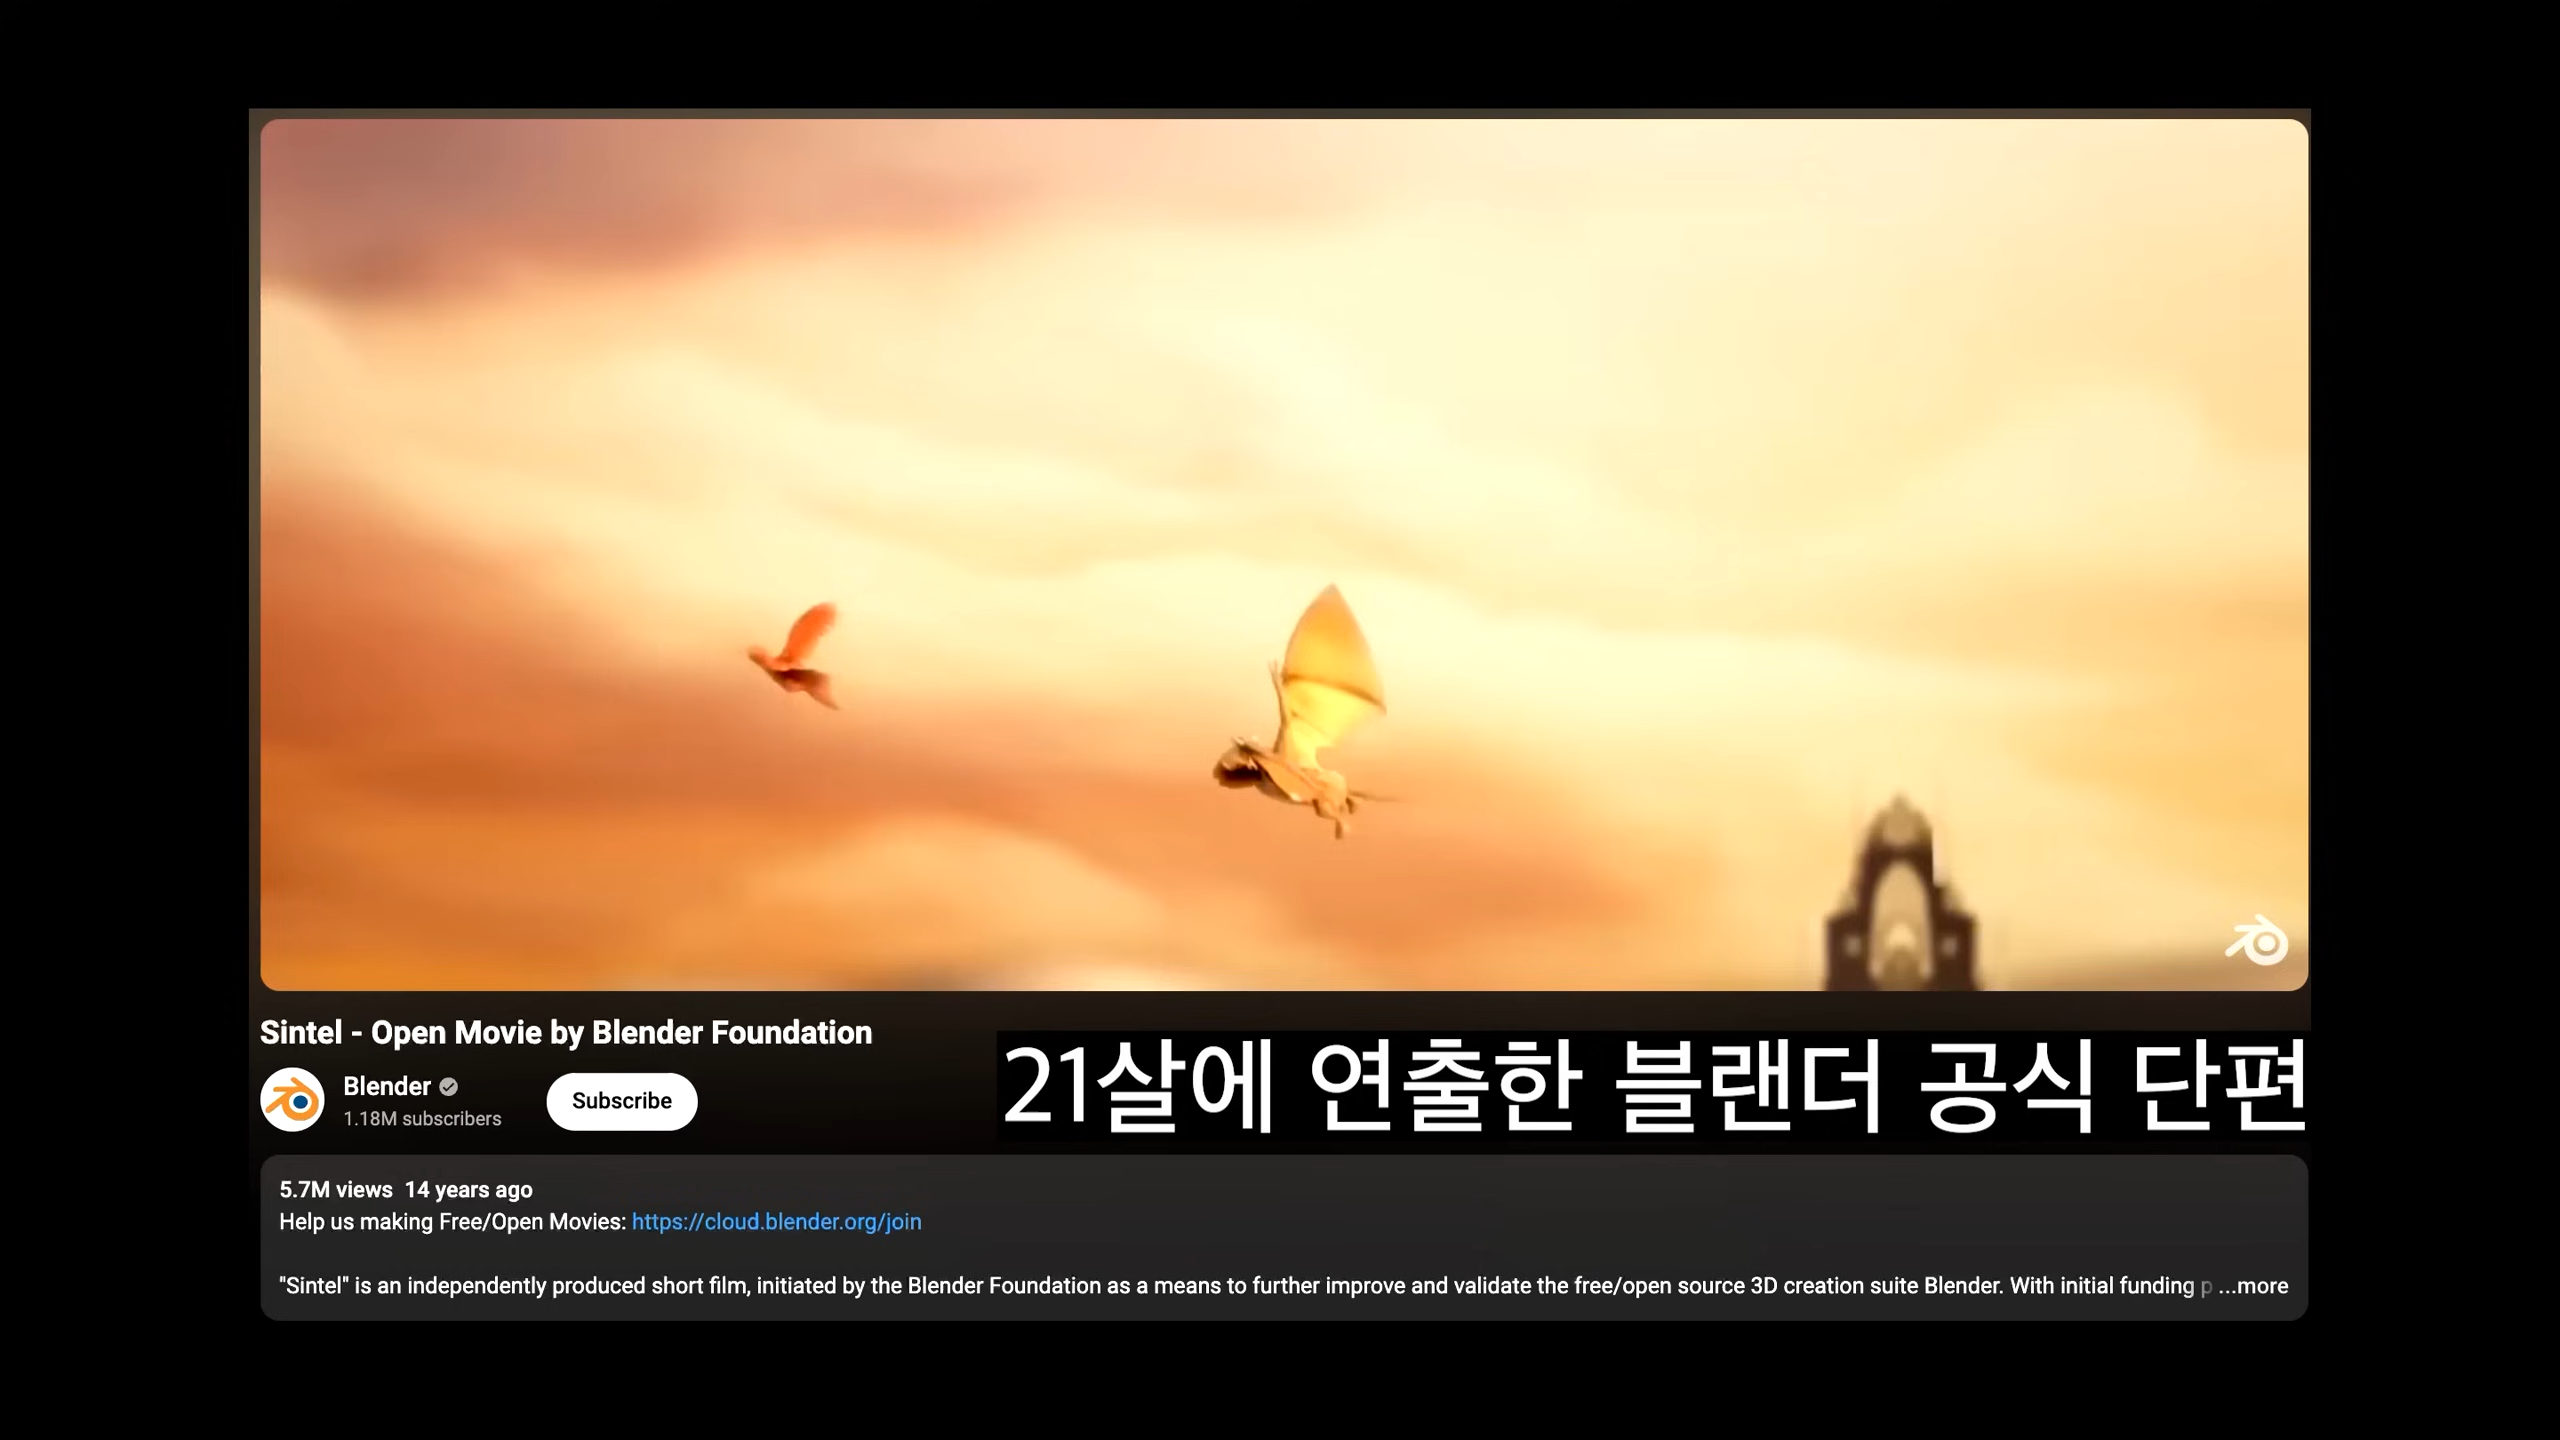 Sintel - Open Movie by Blender Foundation
Blender
1.18M subscribers
Subscribe
21살에 연출한 블랜더 공식 단편
5.7M views 14 years ago
Help us making Free/Open Movies: https://cloud.blender.org/join
"Sintel" is an independently produced short film, initiated by the Blender Foundation as a means to further improve and validate the free/open source 3D creation suite Blender. With initial funding p ...more